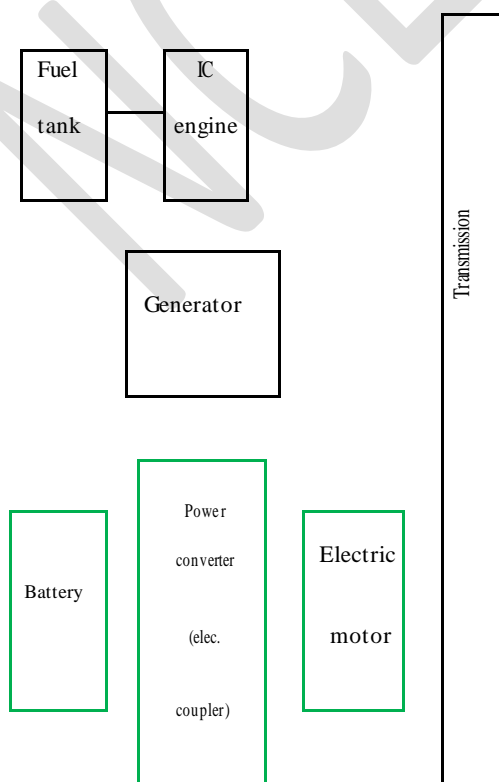 Fuel
tank
IC
engine
Transmission
Generator
Power
converter
(elec.
coupler)
Battery
Electric
motor